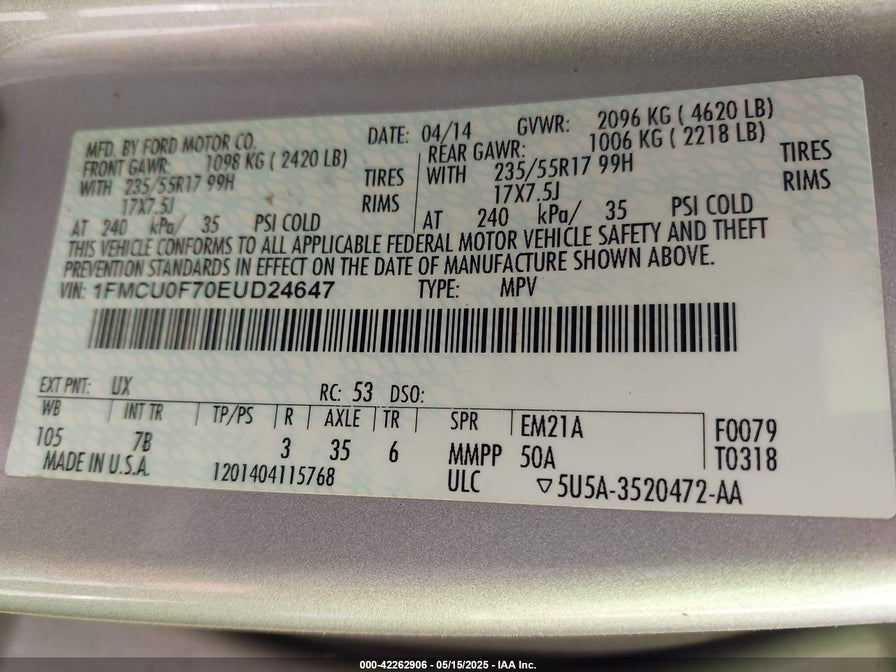 MFD. BY FORD MOTOR CO. DATE: 04/14 GVWR: 2096 KG ( 4620 LB)
FRONT GAWR: 1098 KG ( 2420 LB) REAR GAWR: 1006 KG ( 2218 LB)
WITH 235/55R17 99H TIRES WITH 235/55R17 99H TIRES
17X7.5J RIMS 17X7.5J RIMS
AT 240 kPa/ 35 PSI COLD AT 240 kPa/ 35 PSI COLD
THIS VEHICLE CONFORMS TO ALL APPLICABLE FEDERAL MOTOR VEHICLE SAFETY AND THEFT
PREVENTION STANDARDS IN EFFECT ON THE DATE OF MANUFACTURE SHOWN ABOVE.
VIN: 1FMCU0F70EUD24647 TYPE: MPV
EXT PNT: UX RC: 53 DSO:
WB INT TR TP/PS R AXLE TR SPR EM21A F0079
105 7B 3 35 6 MMPP 50A T0318
MADE IN U.S.A. 1201404115768 ULC ▽5U5A-3520472-AA
000-42262906 - 05/15/2025 - IAA Inc.